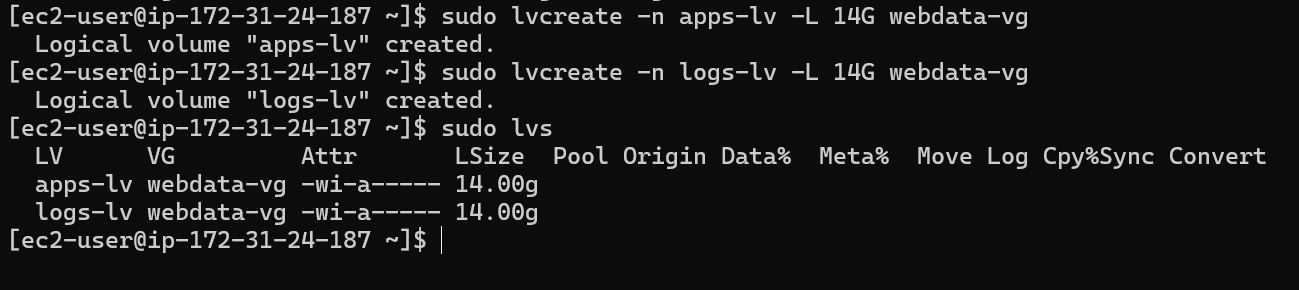 [ec2-user@ip-172-31-24-187 ~]$ sudo lvcreate -n apps-lv -L 14G webdata-vg
  Logical volume "apps-lv" created.
[ec2-user@ip-172-31-24-187 ~]$ sudo lvcreate -n logs-lv -L 14G webdata-vg
  Logical volume "logs-lv" created.
[ec2-user@ip-172-31-24-187 ~]$ sudo lvs
  LV      VG         Attr       LSize  Pool Origin Data%  Meta%  Move Log Cpy%Sync Convert
  apps-lv webdata-vg -wi-a----- 14.00g
  logs-lv webdata-vg -wi-a----- 14.00g
[ec2-user@ip-172-31-24-187 ~]$